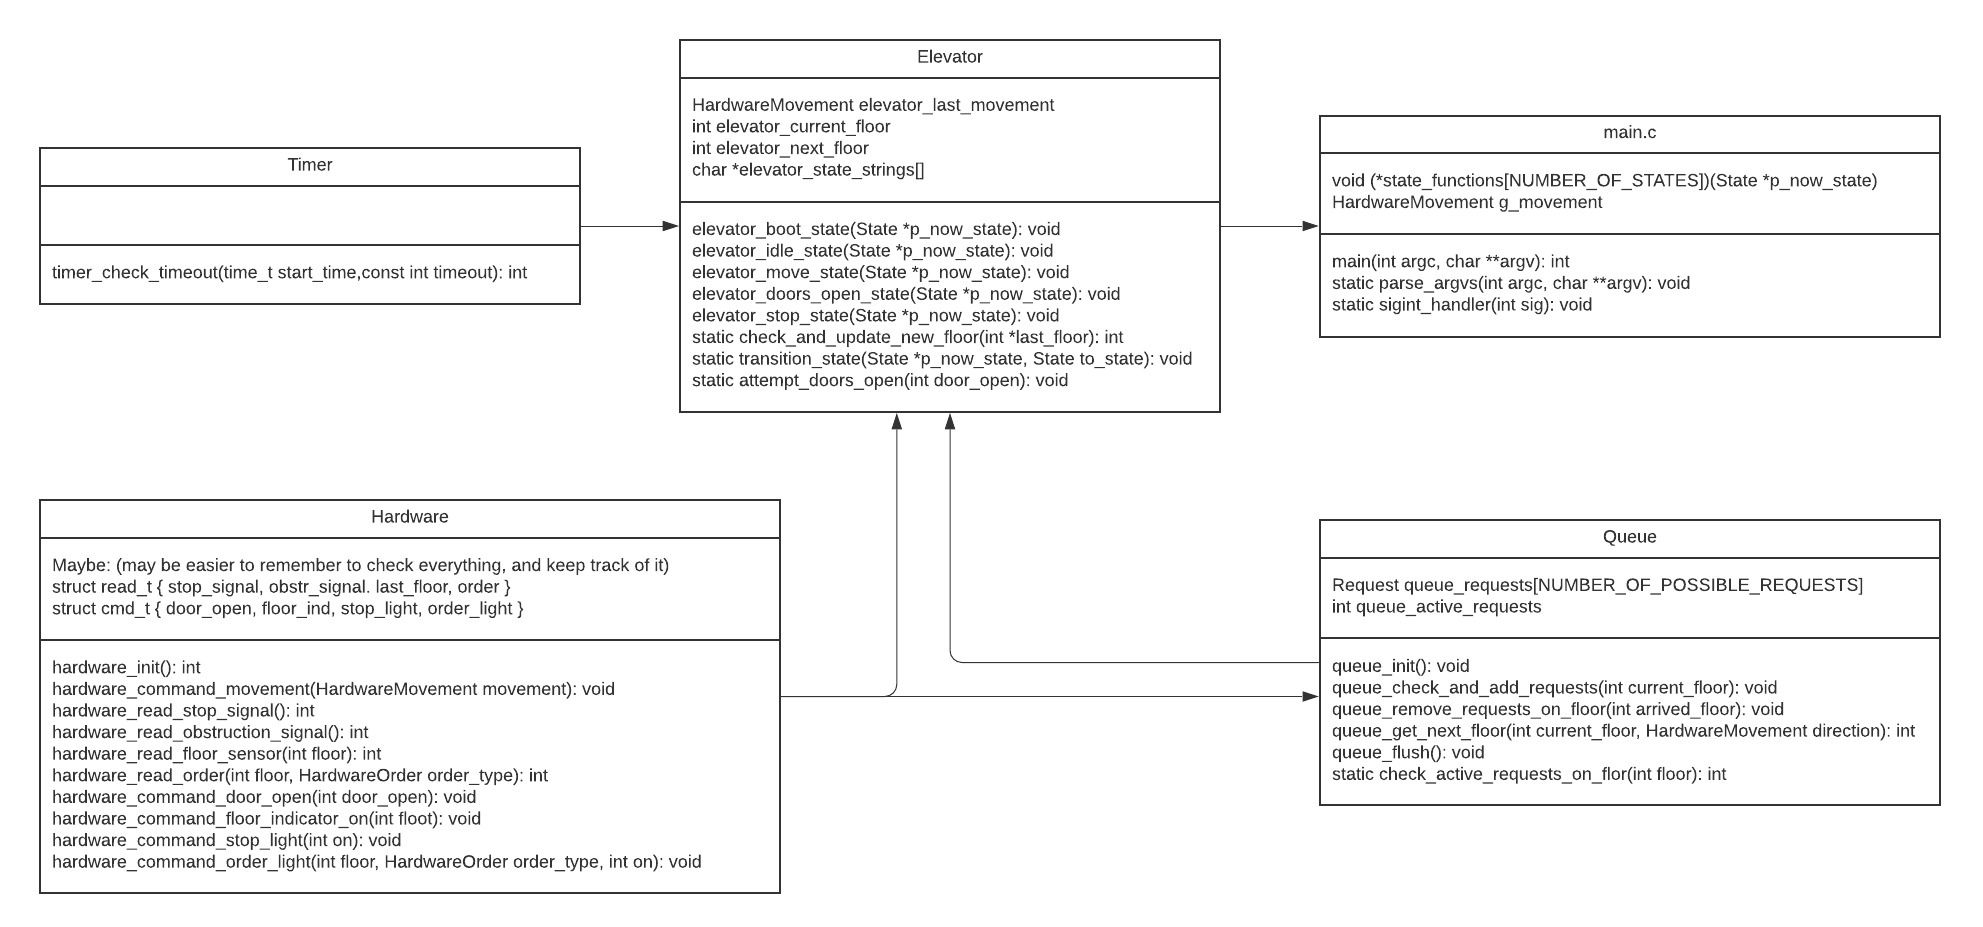 Elevator
HardwareMovement elevator_last_movement
int elevator_current_floor
int elevator_next_floor
char *elevator_state_strings[]
elevator_boot_state(State *p_now_state): void
elevator_idle_state(State *p_now_state): void
elevator_move_state(State *p_now_state): void
elevator_doors_open_state(State *p_now_state): void
elevator_stop_state(State *p_now_state): void
static check_and_update_new_floor(int *last_floor): int
static transition_state(State *p_now_state, State to_state): void
static attempt_doors_open(int door_open): void
main.c
void (*state_functions[NUMBER_OF_STATES])(State *p_now_state)
HardwareMovement g_movement
main(int argc, char **argv): int
static parse_argvs(int argc, char **argv): void
static sigint_handler(int sig): void
Timer
timer_check_timeout(time_t start_time,const int timeout): int
Hardware
Maybe: (may be easier to remember to check everything, and keep track of it)
struct read_t { stop_signal, obstr_signal. last_floor, order }
struct cmd_t { door_open, floor_ind, stop_light, order_light }
hardware_init(): int
hardware_command_movement(HardwareMovement movement): void
hardware_read_stop_signal(): int
hardware_read_obstruction_signal(): int
hardware_read_floor_sensor(int floor): int
hardware_read_order(int floor, HardwareOrder order_type): int
hardware_command_door_open(int door_open): void
hardware_command_floor_indicator_on(int floot): void
hardware_command_stop_light(int on): void
hardware_command_order_light(int floor, HardwareOrder order_type, int on): void
Queue
Request queue_requests[NUMBER_OF_POSSIBLE_REQUESTS]
int queue_active_requests
queue_init(): void
queue_check_and_add_requests(int current_floor): void
queue_remove_requests_on_floor(int arrived_floor): void
queue_get_next_floor(int current_floor, HardwareMovement direction): int
queue_flush(): void
static check_active_requests_on_flor(int floor): int